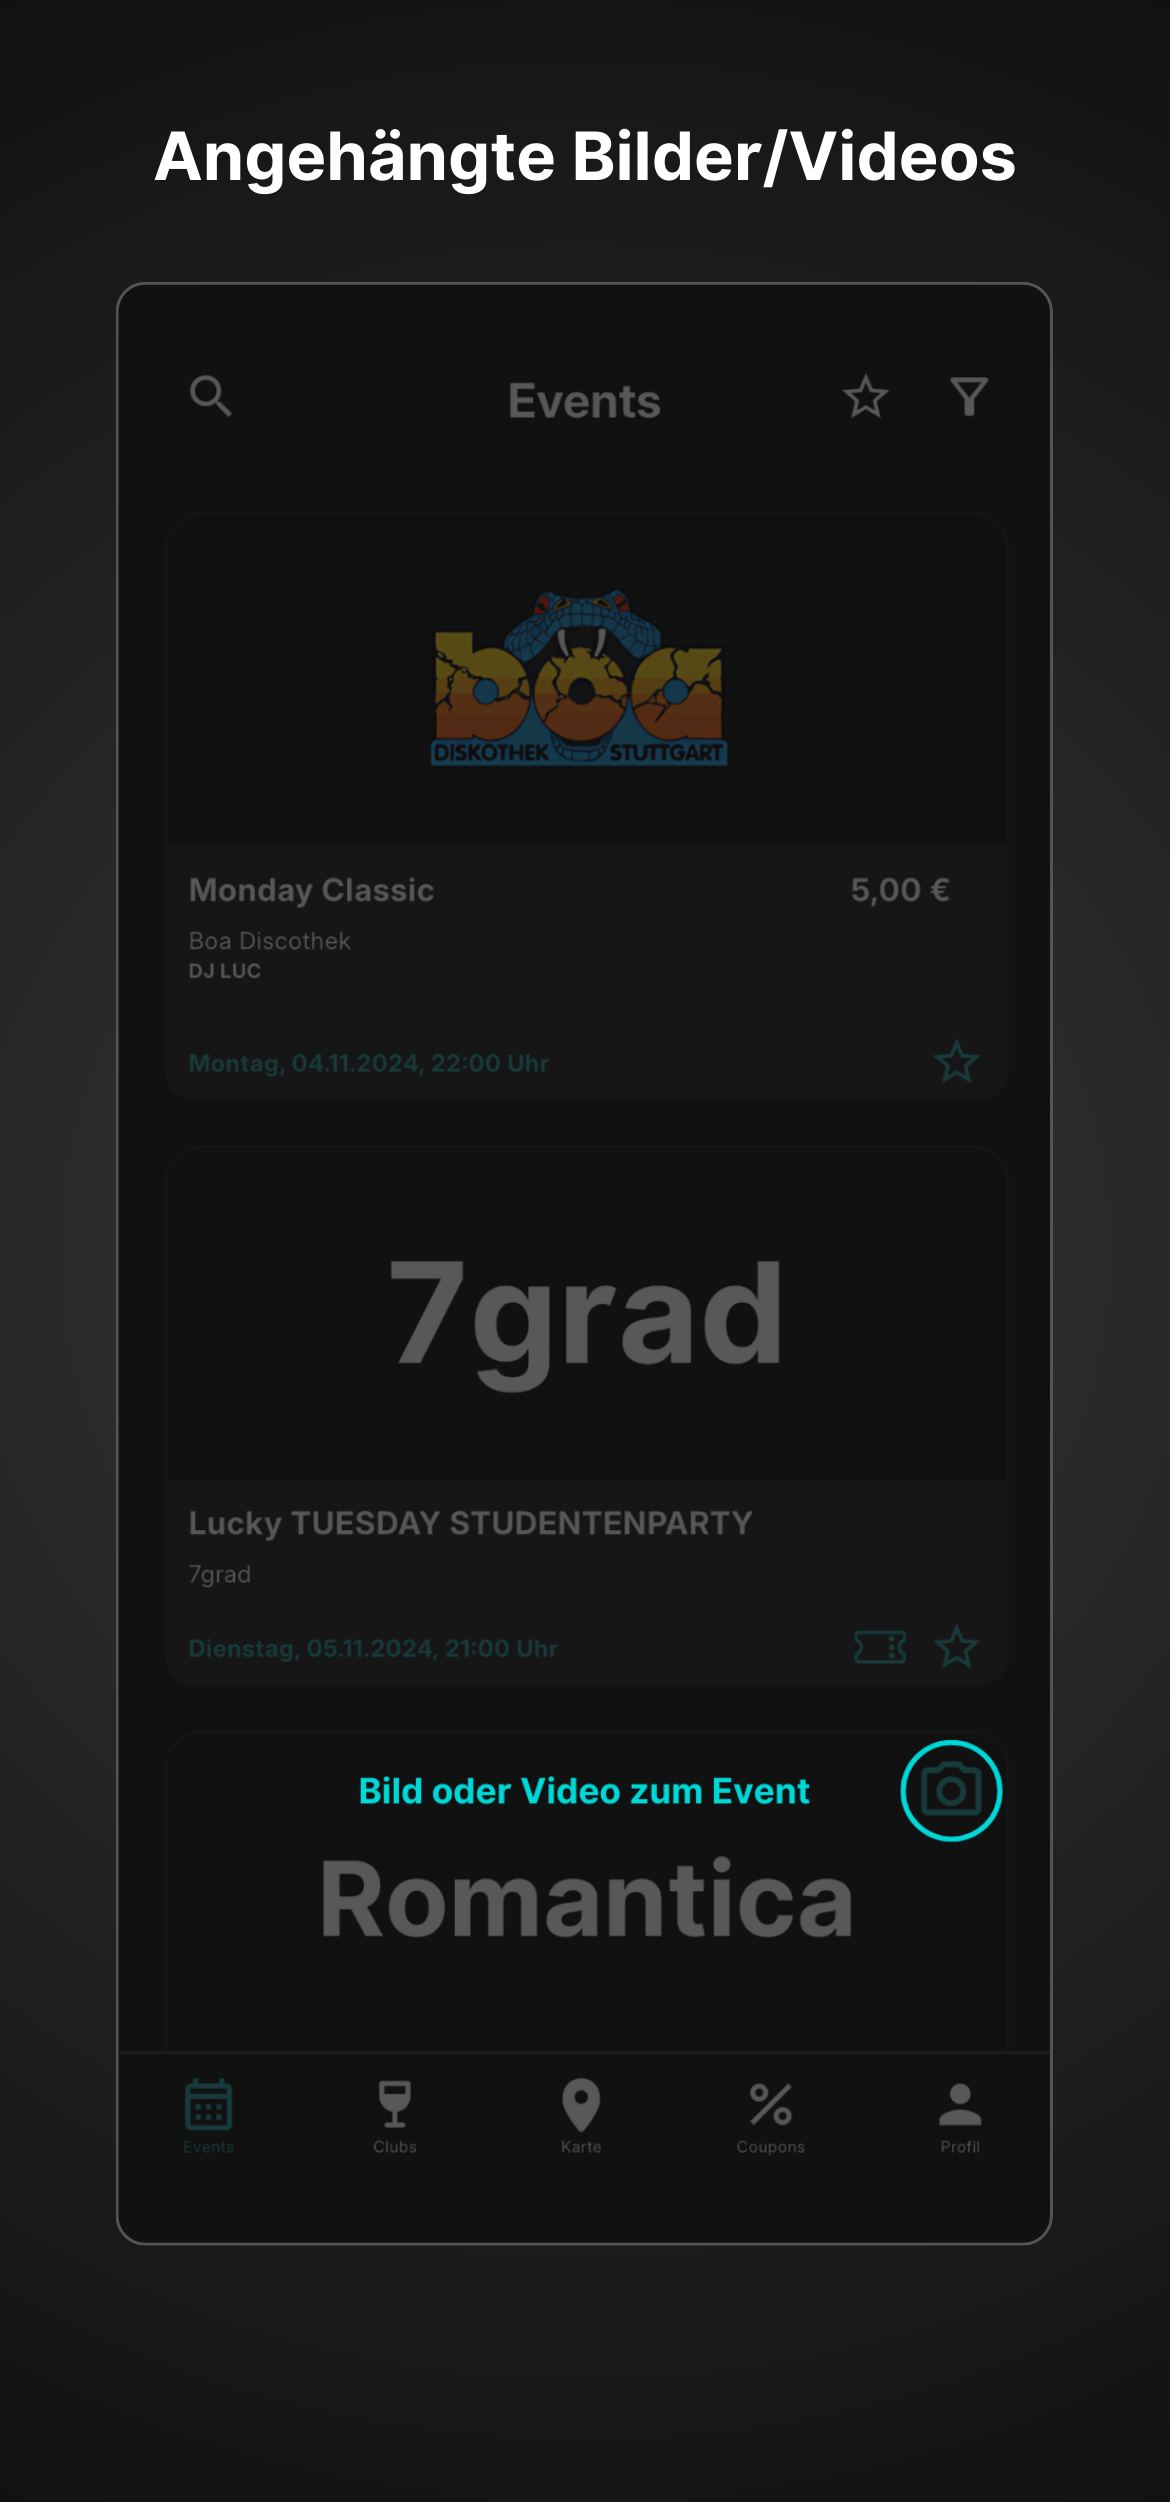 Angehängte Bilder/Videos
Events
boa
DISKOTHEK STUTTGART
Monday Classic 5,00 €
Boa Discothek
DJ LUC
Montag, 04.11.2024, 22:00 Uhr
7grad
Lucky TUESDAY STUDENTENPARTY
7grad
Dienstag, 05.11.2024, 21:00 Uhr
Bild oder Video zum Event
Romantica
Events Clubs Karte Coupons Profil